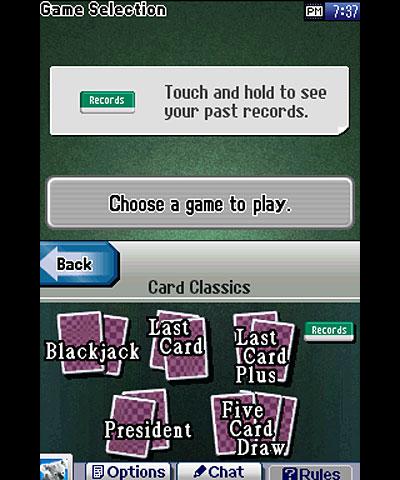 Game Selection
PM 7:37
Records
Touch and hold to see
your past records.
Choose a game to play.
Back
Card Classics
Blackjack
Last
Card
Last
Card
Plus
Records
President
Five
Card
Draw
Options
Chat
?Rules